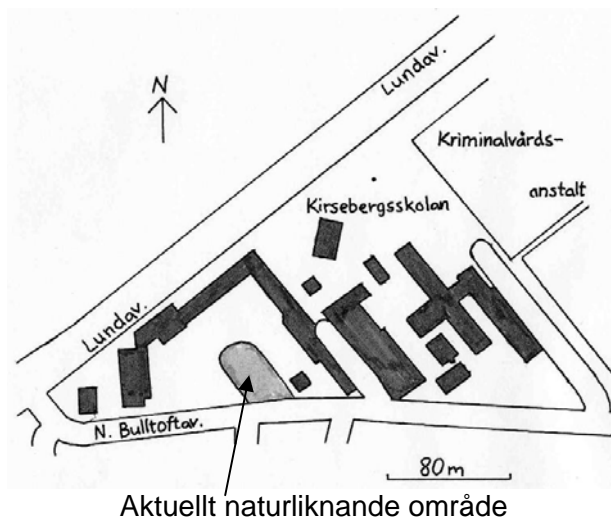 Lundav.
N
Kriminalvårds-
anstalt
Kirsebergsskolan
Lundav.
N. Bulltoftav.
80m
Aktuellt naturliknande område